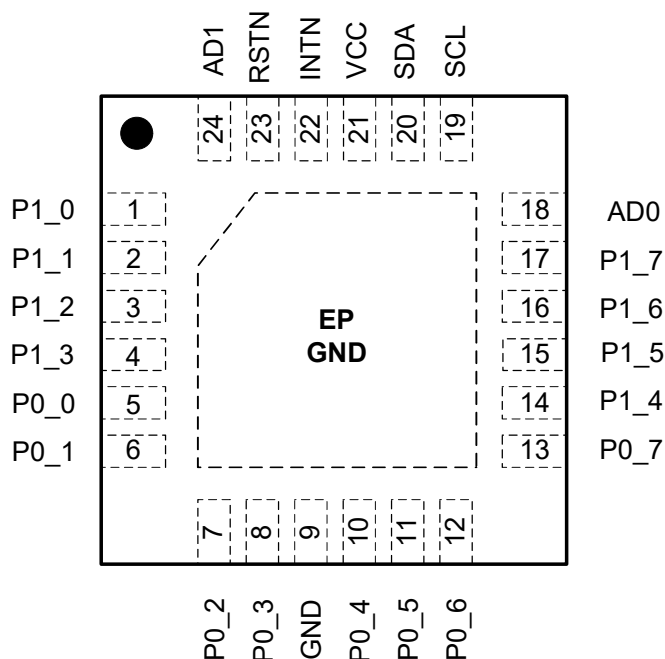 AD1 RSTN INTN VCC SDA SCL
24 23 22 21 20 19
P1_0 1 18 AD0
P1_1 2 17 P1_7
P1_2 3 16 P1_6
EP
P1_3 4 15 P1_5
GND
P0_0 5 14 P1_4
P0_1 6 13 P0_7
7 8 9 10 11 12
P0_2 P0_3 GND P0_4 P0_5 P0_6